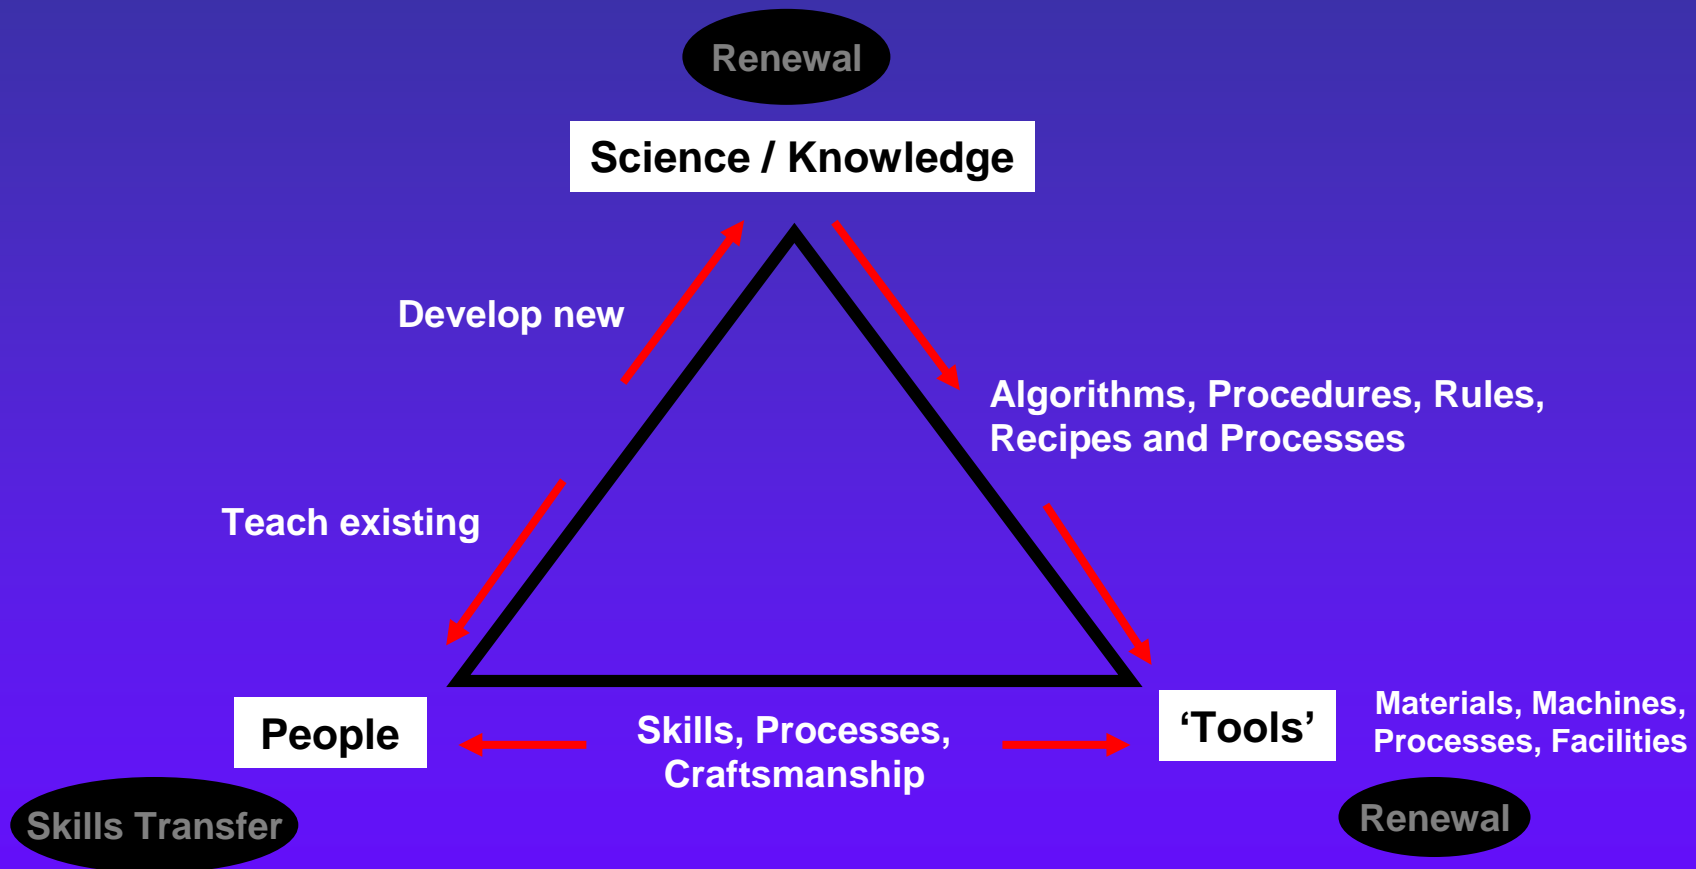 Renewal
Science / Knowledge
Develop new
Algorithms, Procedures, Rules,
Recipes and Processes
Teach existing
People
Skills, Processes,
Craftsmanship
‘Tools’
Materials, Machines,
Processes, Facilities
Skills Transfer
Renewal